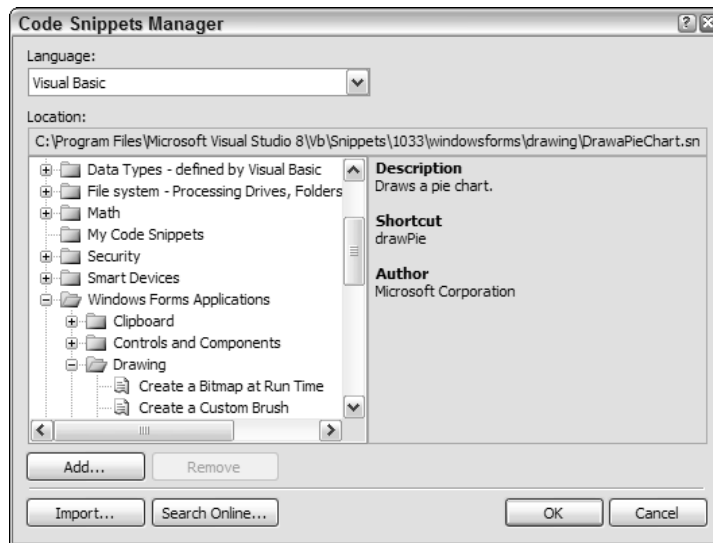 Code Snippets Manager
Language:
Visual Basic
Location:
C:\Program Files\Microsoft Visual Studio 8\Vb\Snippets\1033\windowsforms\drawing\DrawaPieChart.sn
Data Types - defined by Visual Basic
File system - Processing Drives, Folders
Math
My Code Snippets
Security
Smart Devices
Windows Forms Applications
Clipboard
Controls and Components
Drawing
Create a Bitmap at Run Time
Create a Custom Brush
Description
Draws a pie chart.
Shortcut
drawPie
Author
Microsoft Corporation
Add...
Remove
Import...
Search Online...
OK
Cancel